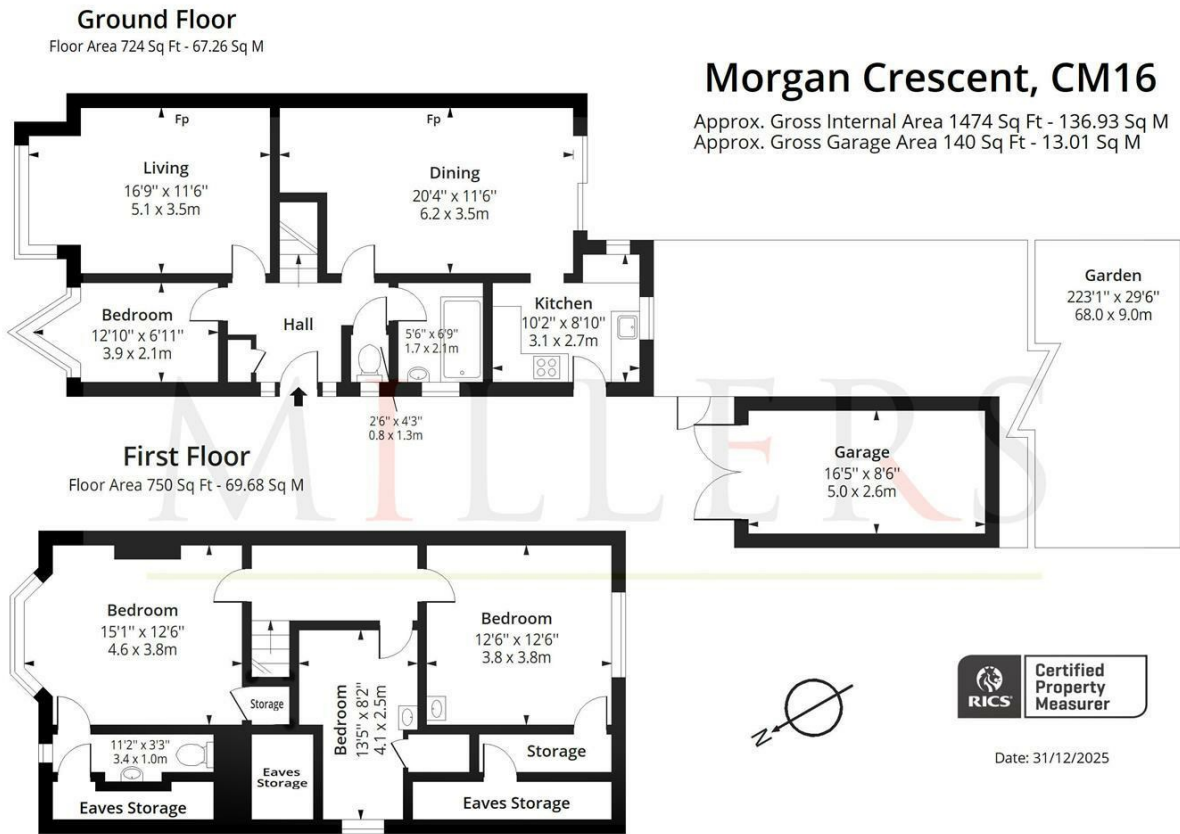 Ground Floor
Floor Area 724 Sq Ft - 67.26 Sq M
Morgan Crescent, CM16
Approx. Gross Internal Area 1474 Sq Ft - 136.93 Sq M
Approx. Gross Garage Area 140 Sq Ft - 13.01 Sq M
Fp
Living
16'9" x 11'6"
5.1 x 3.5m
Fp
Dining
20'4" x 11'6"
6.2 x 3.5m
Bedroom
12'10" x 6'11"
3.9 x 2.1m
Hall
5'6" x 6'9"
1.7 x 2.1m
Kitchen
10'2" x 8'10"
3.1 x 2.7m
Garden
223'1" x 29'6"
68.0 x 9.0m
2'6" x 4'3"
0.8 x 1.3m
Garage
16'5" x 8'6"
5.0 x 2.6m
MILLERS
First Floor
Floor Area 750 Sq Ft - 69.68 Sq M
Bedroom
15'1" x 12'6"
4.6 x 3.8m
Storage
Bedroom
13'5" x 8'2"
4.1 x 2.5m
Bedroom
12'6" x 12'6"
3.8 x 3.8m
11'2" x 3'3"
3.4 x 1.0m
Eaves Storage
Eaves
Storage
Storage
Eaves Storage
N
RICS
Certified
Property
Measurer
Date: 31/12/2025